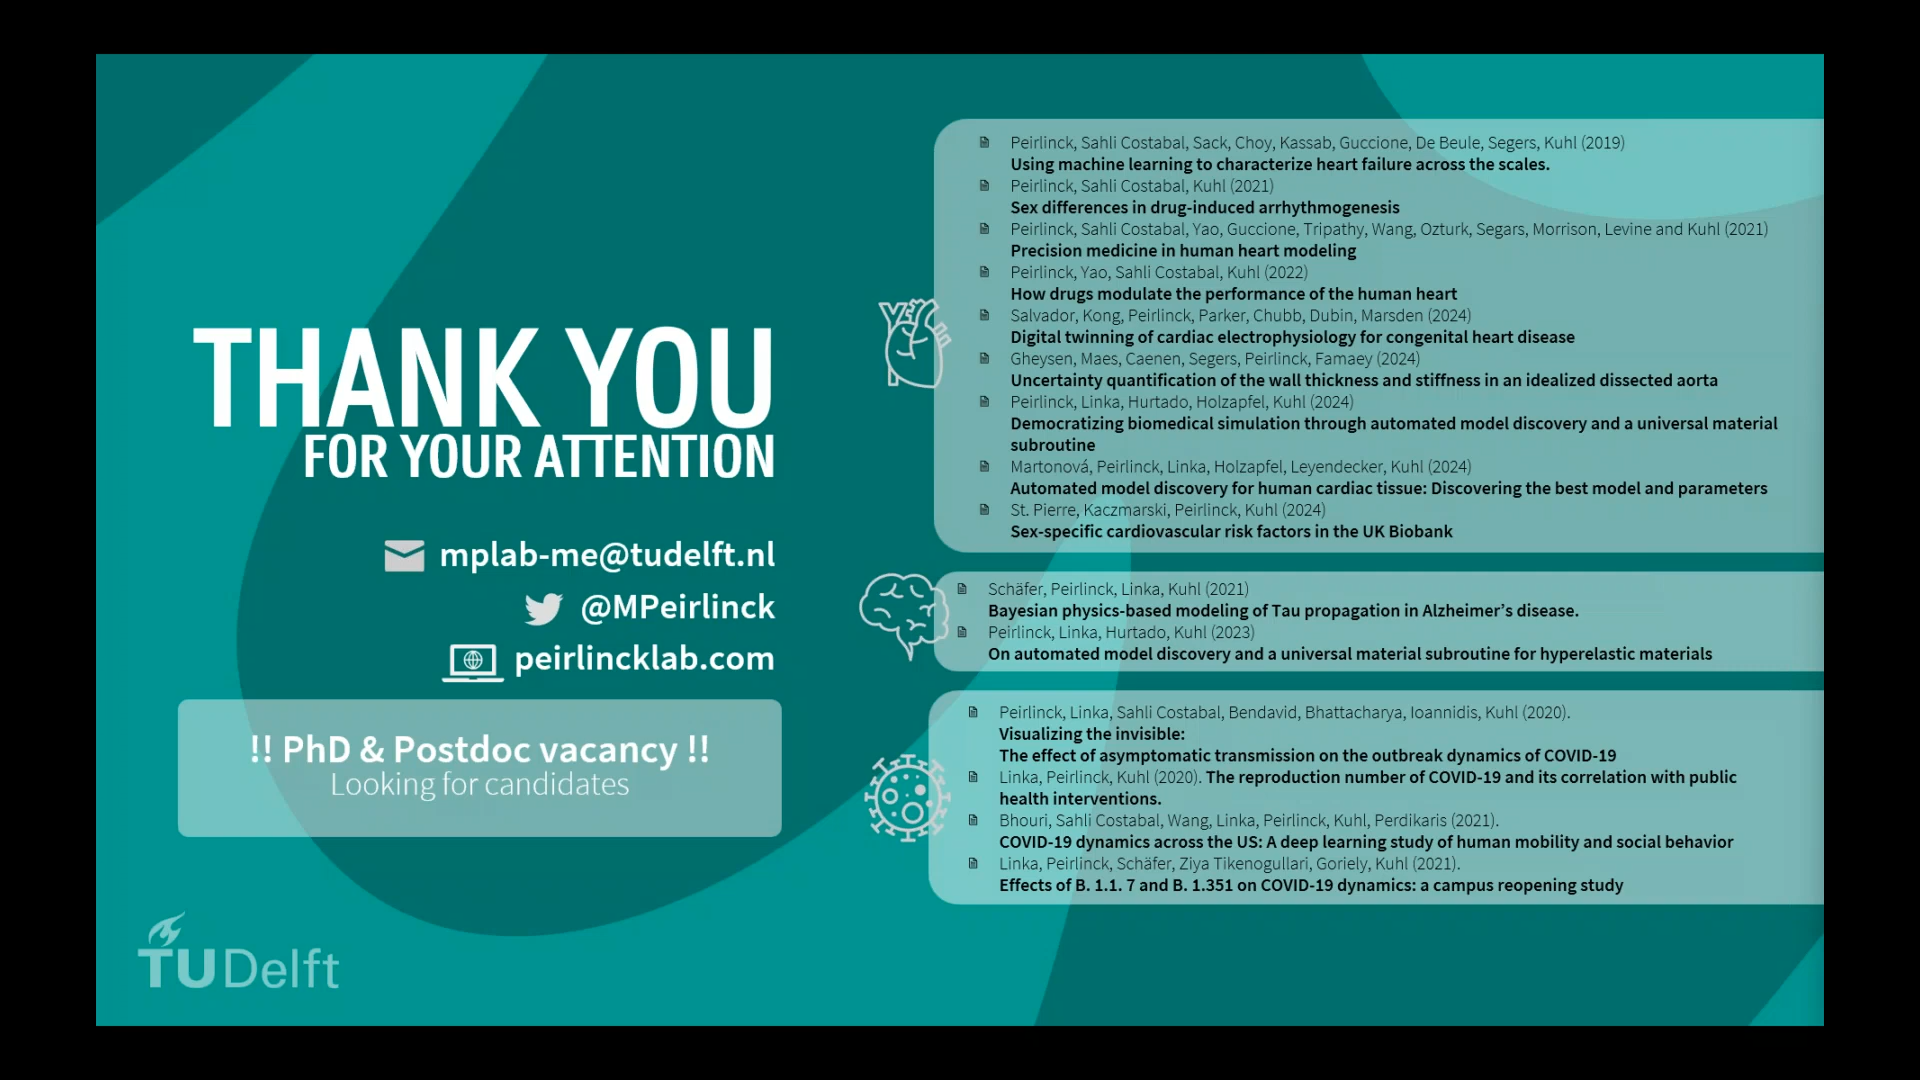 THANK YOU
FOR YOUR ATTENTION
mplab-me@tudelft.nl
@MPeirlinck
peirlincklab.com
!! PhD & Postdoc vacancy !!
Looking for candidates
TUDelft
Peirlinck, Sahli Costabal, Sack, Choy, Kassab, Guccione, De Beule, Segers, Kuhl (2019)
Using machine learning to characterize heart failure across the scales.
Peirlinck, Sahli Costabal, Kuhl (2021)
Sex differences in drug-induced arrhythmogenesis
Peirlinck, Sahli Costabal, Yao, Guccione, Tripathy, Wang, Ozturk, Segars, Morrison, Levine and Kuhl (2021)
Precision medicine in human heart modeling
Peirlinck, Yao, Sahli Costabal, Kuhl (2022)
How drugs modulate the performance of the human heart
Salvador, Kong, Peirlinck, Parker, Chubb, Dubin, Marsden (2024)
Digital twinning of cardiac electrophysiology for congenital heart disease
Gheysen, Maes, Caenen, Segers, Peirlinck, Famaey (2024)
Uncertainty quantification of the wall thickness and stiffness in an idealized dissected aorta
Peirlinck, Linka, Hurtado, Holzapfel, Kuhl (2024)
Democratizing biomedical simulation through automated model discovery and a universal material
subroutine
Martonová, Peirlinck, Linka, Holzapfel, Leyendecker, Kuhl (2024)
Automated model discovery for human cardiac tissue: Discovering the best model and parameters
St. Pierre, Kaczmarski, Peirlinck, Kuhl (2024)
Sex-specific cardiovascular risk factors in the UK Biobank
Schäfer, Peirlinck, Linka, Kuhl (2021)
Bayesian physics-based modeling of Tau propagation in Alzheimer’s disease.
Peirlinck, Linka, Hurtado, Kuhl (2023)
On automated model discovery and a universal material subroutine for hyperelastic materials
Peirlinck, Linka, Sahli Costabal, Bendavid, Bhattacharya, Ioannidis, Kuhl (2020).
Visualizing the invisible:
The effect of asymptomatic transmission on the outbreak dynamics of COVID-19
Linka, Peirlinck, Kuhl (2020). The reproduction number of COVID-19 and its correlation with public
health interventions.
Bhouri, Sahli Costabal, Wang, Linka, Peirlinck, Kuhl, Perdikaris (2021).
COVID-19 dynamics across the US: A deep learning study of human mobility and social behavior
Linka, Peirlinck, Schäfer, Ziya Tikenogullari, Goriely, Kuhl (2021).
Effects of B. 1.1. 7 and B. 1.351 on COVID-19 dynamics: a campus reopening study